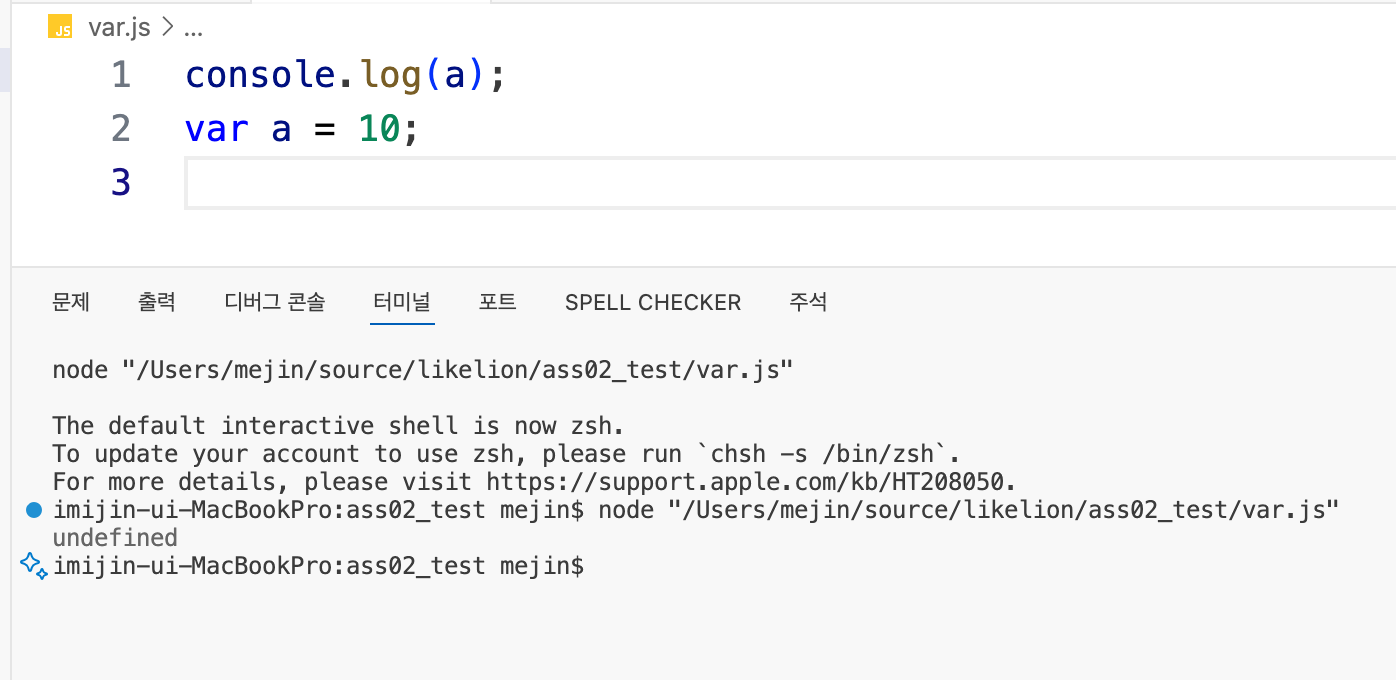 JS var.js > ...
1 console.log(a);
2 var a = 10;
3
문제 출력 디버그 콘솔 터미널 포트 SPELL CHECKER 주석
node "/Users/mejin/source/likelion/ass02_test/var.js"
The default interactive shell is now zsh.
To update your account to use zsh, please run `chsh -s /bin/zsh`.
For more details, please visit https://support.apple.com/kb/HT208050.
imijin-ui-MacBookPro:ass02_test mejin$ node "/Users/mejin/source/likelion/ass02_test/var.js"
undefined
imijin-ui-MacBookPro:ass02_test mejin$